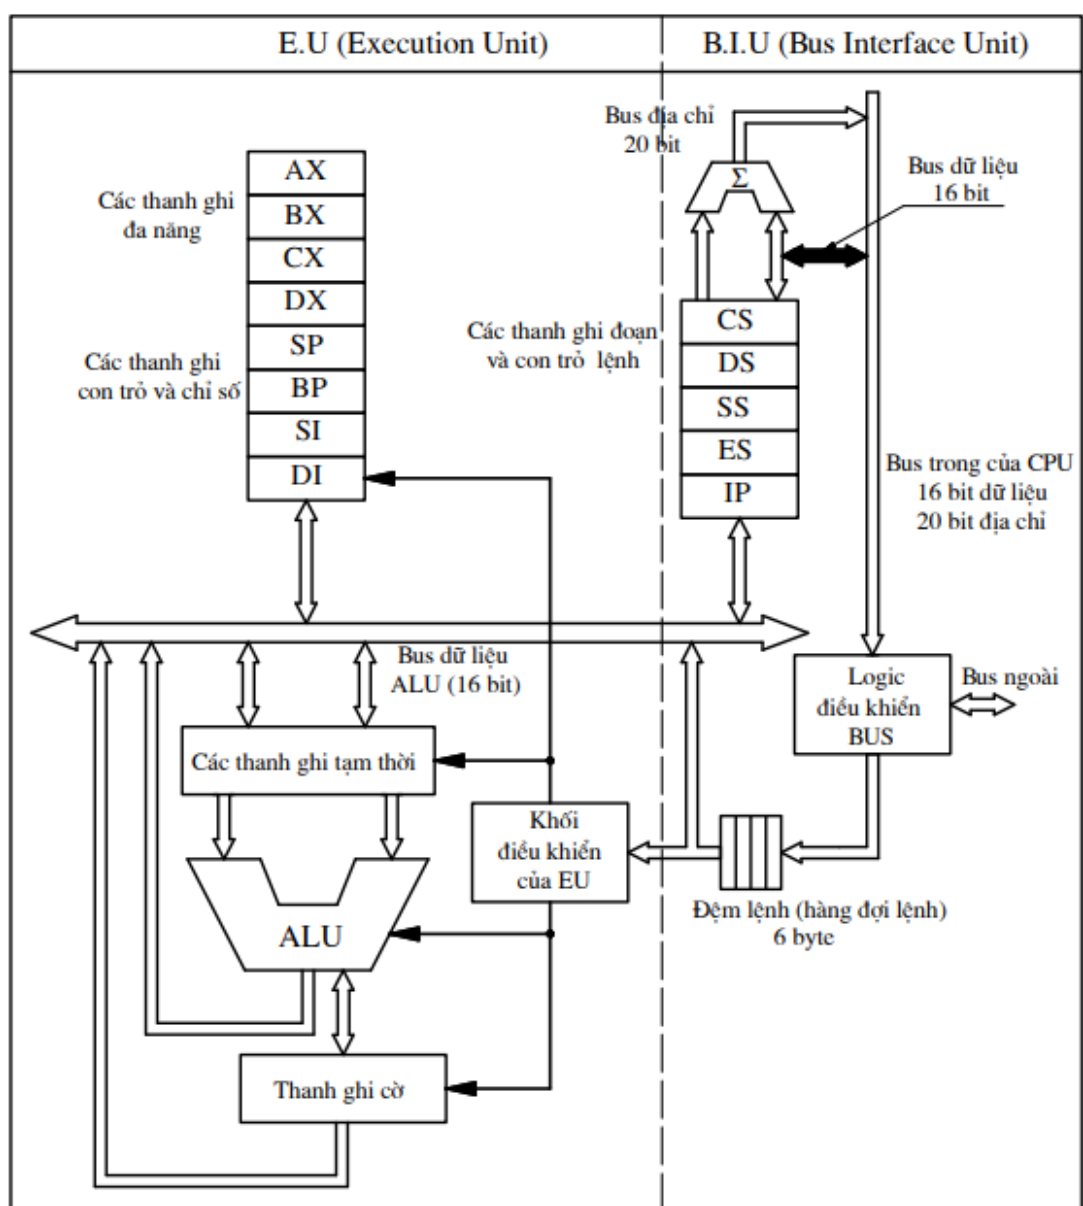 E.U (Execution Unit)
B.I.U (Bus Interface Unit)
Bus địa chỉ
20 bit
Σ
Bus dữ liệu
16 bit
AX
BX
CX
DX
SP
BP
SI
DI
Các thanh ghi
đa năng
Các thanh ghi
con trỏ và chỉ số
Các thanh ghi đoạn
và con trỏ lệnh
CS
DS
SS
ES
IP
Bus trong của CPU
16 bit dữ liệu
20 bit địa chỉ
Bus dữ liệu
ALU (16 bit)
Logic
điều khiển
BUS
Bus ngoài
Các thanh ghi tạm thời
Khối
điều khiển
của EU
Đệm lệnh (hàng đợi lệnh)
6 byte
ALU
Thanh ghi cờ